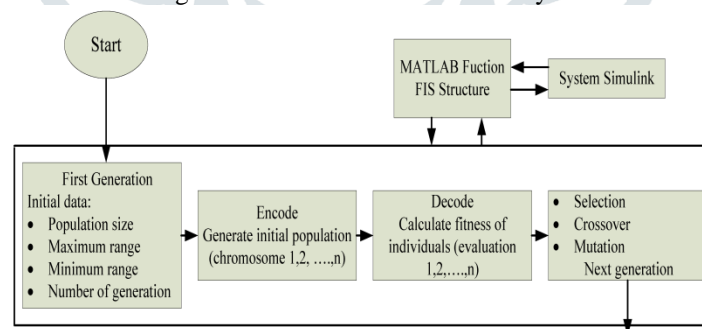 Start
MATLAB Fuction
FIS Structure
System Simulink
First Generation
Initial data:
• Population size
• Maximum range
• Minimum range
• Number of generation
Encode
Generate initial population
(chromosome 1,2, ....,n)
Decode
Calculate fitness of
individuals (evaluation
1,2,....,n)
• Selection
• Crossover
• Mutation
Next generation